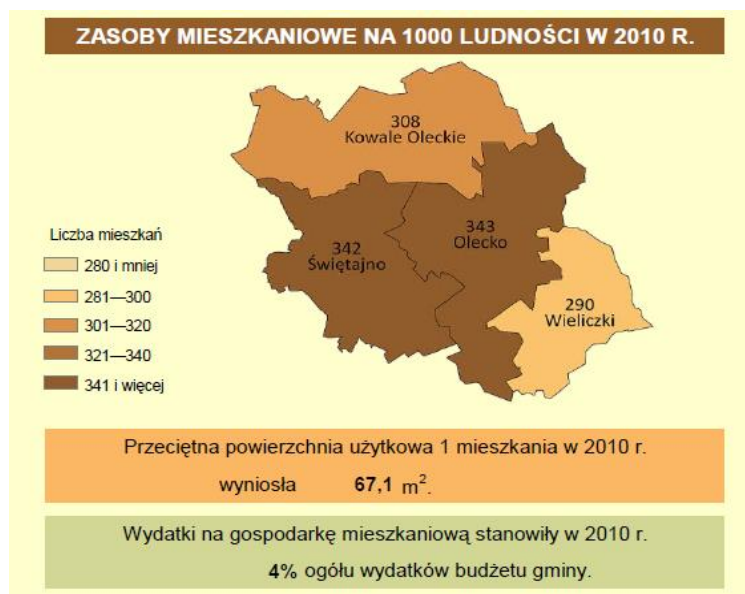 ZASOBY MIESZKANIOWE NA 1000 LUDNOŚCI W 2010 R.
308
Kowale Oleckie
343
Olecko
342
Świętajno
290
Wieliczki
Liczba mieszkań
280 i mniej
281—300
301—320
321—340
341 i więcej
Przeciętna powierzchnia użytkowa 1 mieszkania w 2010 r.
wyniosła 67,1 m².
Wydatki na gospodarkę mieszkaniową stanowiły w 2010 r.
4% ogółu wydatków budżetu gminy.